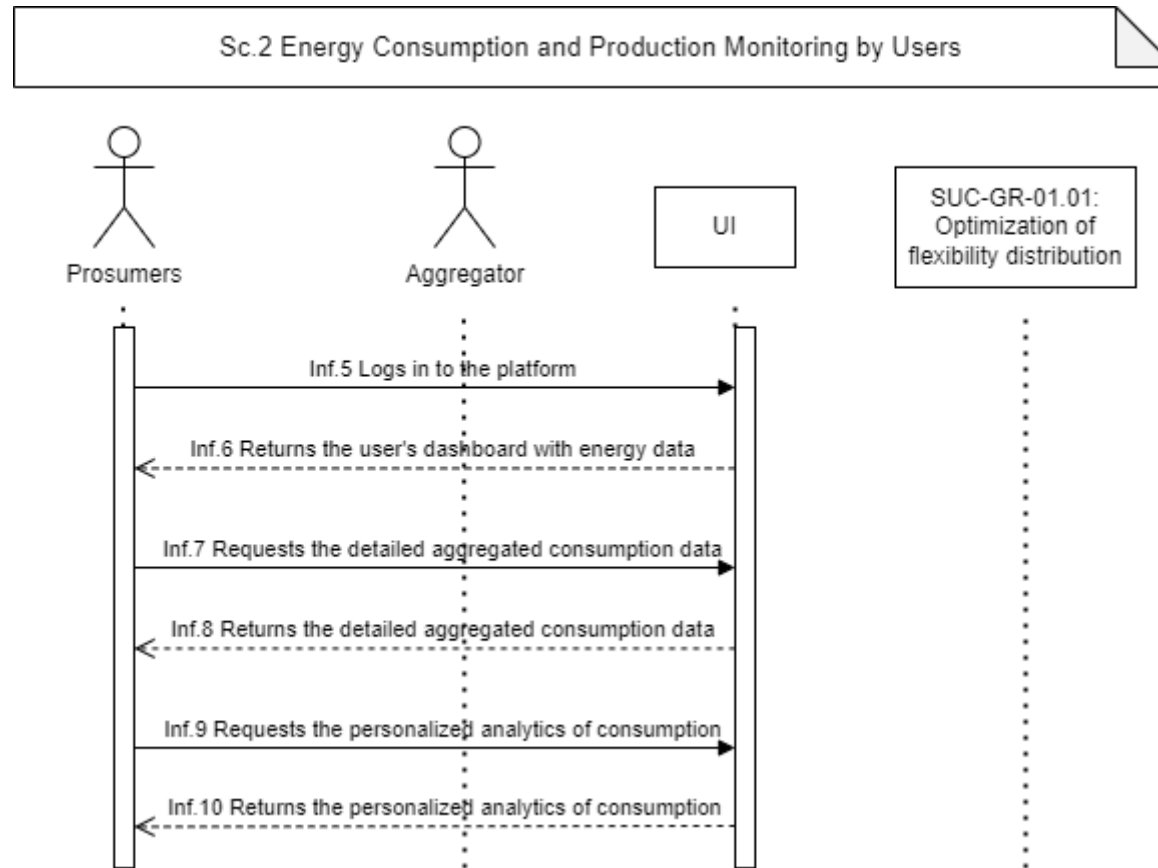 Sc.2 Energy Consumption and Production Monitoring by Users
Prosumers
Aggregator
UI
SUC-GR-01.01:
Optimization of
flexibility distribution
Inf.5 Logs in to the platform
Inf.6 Returns the user's dashboard with energy data
Inf.7 Requests the detailed aggregated consumption data
Inf.8 Returns the detailed aggregated consumption data
Inf.9 Requests the personalized analytics of consumption
Inf.10 Returns the personalized analytics of consumption